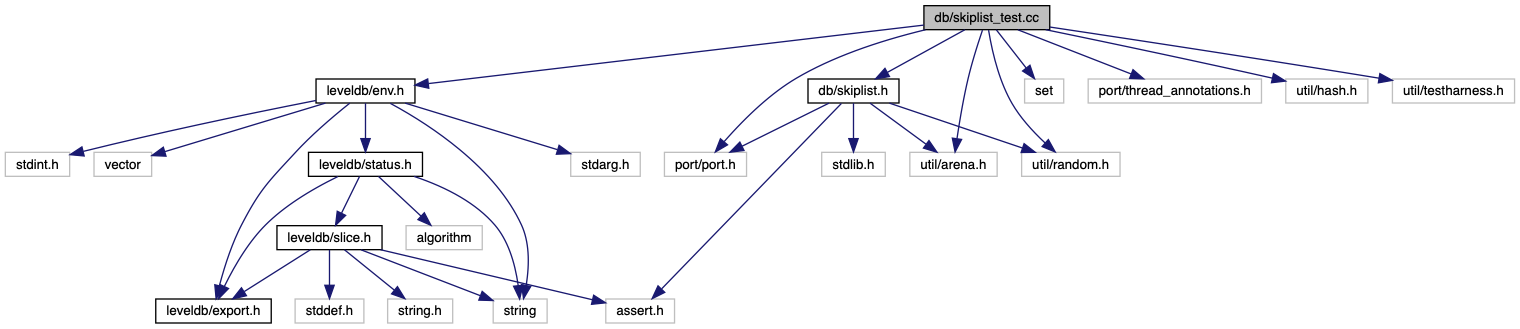 db/skiplist_test.cc
leveldb/env.h
db/skiplist.h
set
port/thread_annotations.h
util/hash.h
util/testharness.h
stdint.h
vector
leveldb/status.h
stdarg.h
port/port.h
stdlib.h
util/arena.h
util/random.h
leveldb/slice.h
algorithm
leveldb/export.h
stddef.h
string.h
string
assert.h